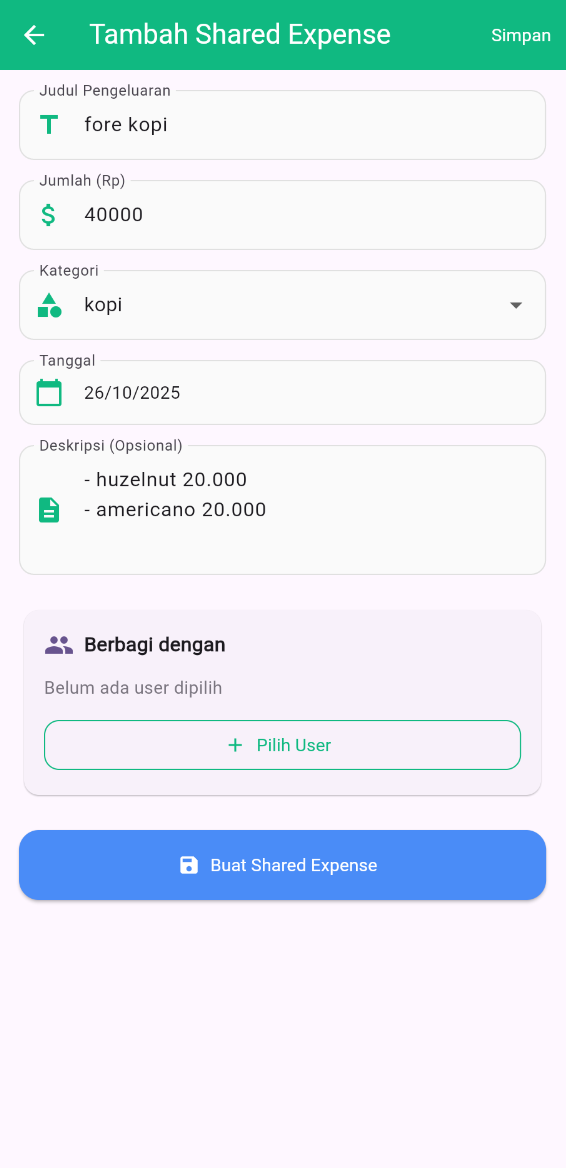 Tambah Shared Expense
Simpan
Judul Pengeluaran
fore kopi
Jumlah (Rp)
40000
Kategori
kopi
Tanggal
26/10/2025
Deskripsi (Opsional)
- huzelnut 20.000
- americano 20.000
Berbagi dengan
Belum ada user dipilih
+ Pilih User
Buat Shared Expense